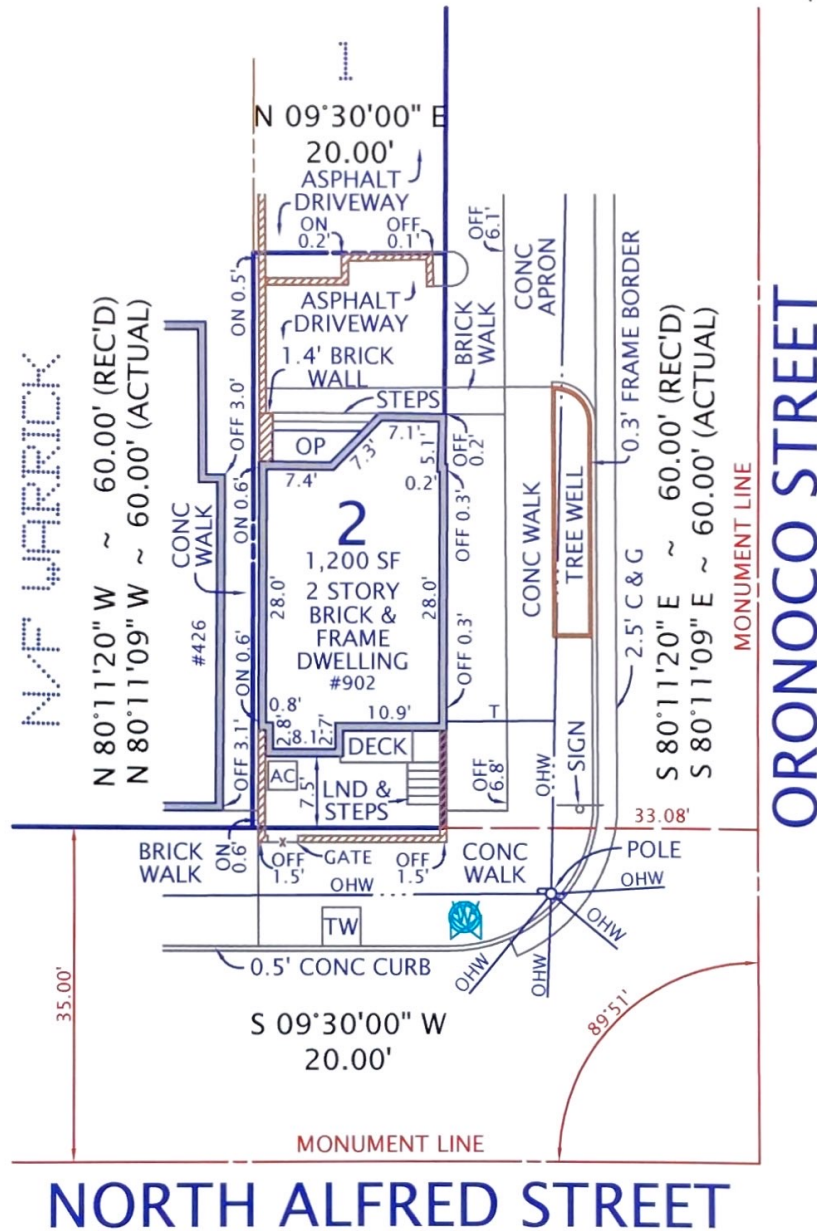 1
N 09°30'00" E
20.00'
ASPHALT
DRIVEWAY
ON
0.2'
OFF
0.1'
OFF
6.1'
ON 0.5'
CONC
APRON
0.3' FRAME BORDER
ASPHALT
DRIVEWAY
BRICK
WALK
1.4' BRICK
WALL
STEPS
N/F WARRICK
N 80°11'20" W ~ 60.00' (REC'D)
N 80°11'09" W ~ 60.00' (ACTUAL)
OFF 3.0'
OP
7.1'
7.3'
5.1'
OFF
0.2'
7.4'
0.2'
ON 0.6'
OFF 0.3'
CONC
WALK
2
1,200 SF
2 STORY
BRICK &
FRAME
DWELLING
#902
28.0'
28.0'
#426
CONC WALK
TREE WELL
2.5' C & G
S 80°11'20" E ~ 60.00' (REC'D)
S 80°11'09" E ~ 60.00' (ACTUAL)
MONUMENT LINE
ORONOCO STREET
ON 0.6'
OFF 0.3'
0.8'
2.8'
8.1'
2.7'
10.9'
T
OFF 3.1'
DECK
AC
7.5'
LND &
STEPS
OFF
6.8'
OHW
SIGN
33.08'
BRICK
WALK
ON
0.6'
OFF
1.5'
GATE
OFF
1.5'
CONC
WALK
POLE
OHW
OHW
OHW
TW
W
OHW
OHW
0.5' CONC CURB
35.00'
S 09°30'00" W
20.00'
89°51'
MONUMENT LINE
NORTH ALFRED STREET